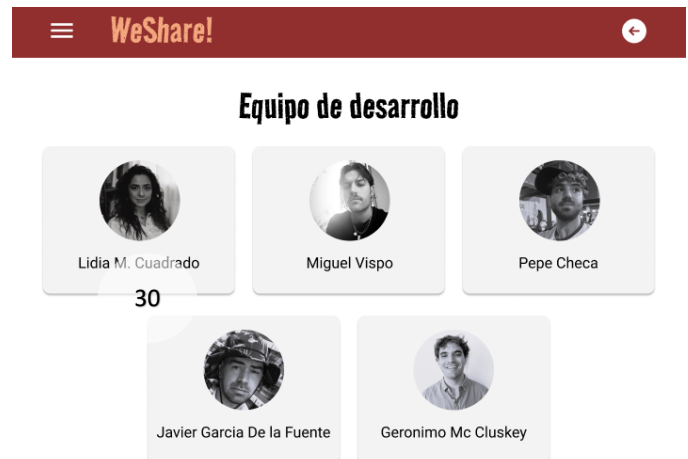 WeShare!
Equipo de desarrollo
Lidia M. Cuadrado
Miguel Vispo
Pepe Checa
30
Javier Garcia De la Fuente
Geronimo Mc Cluskey